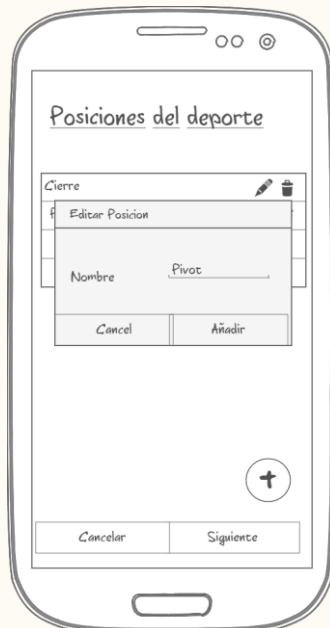 Posiciones del deporte
Cierre
Editar Posicion
Nombre
Pivot
Cancel
Añadir
Cancelar
Siguiente